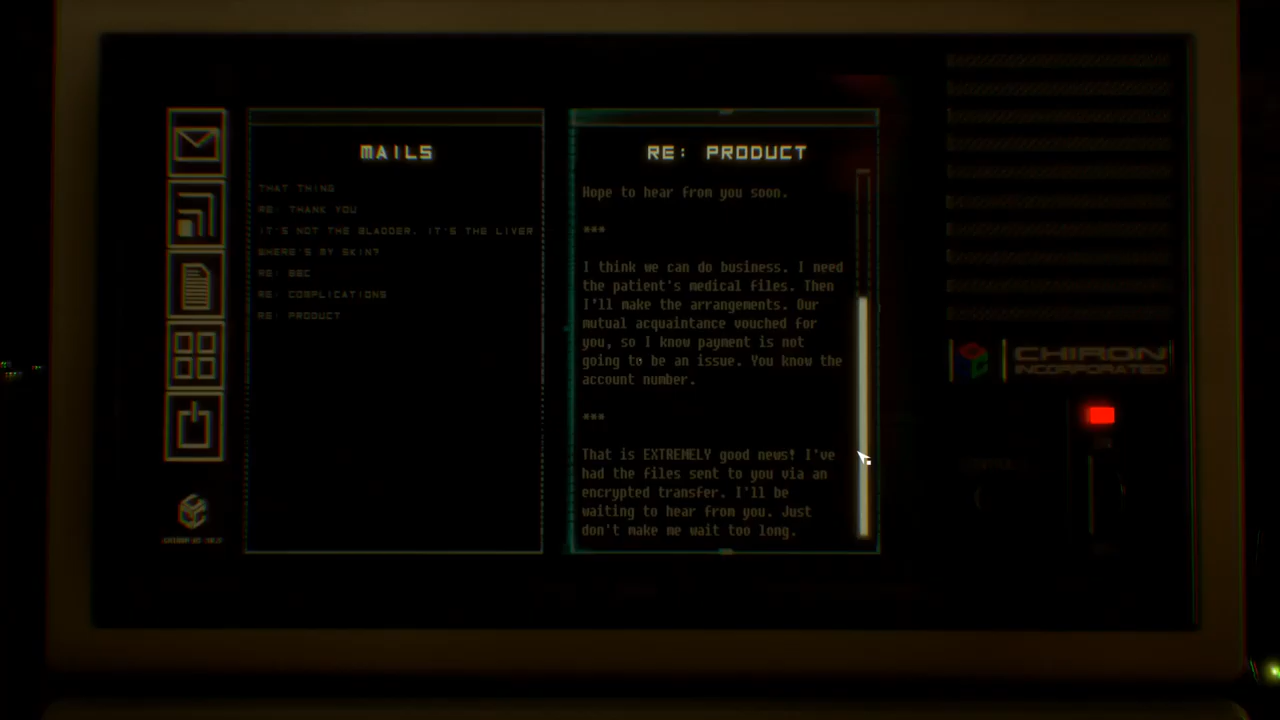 MAILS
THAT THING
RE: THANK YOU
IT'S NOT THE BLADDER, IT'S THE LIVER
WHERE'S MY SKIN?
RE: BBC
RE: COMPLICATIONS
RE: PRODUCT
RE: PRODUCT
Hope to hear from you soon.
***
I think we can do business. I need
the patient's medical files. Then
I'll make the arrangements. Our
mutual acquaintance vouched for
you, so I know payment is not
going to be an issue. You know the
account number.
***
That is EXTREMELY good news! I've
had the files sent to you via an
encrypted transfer. I'll be
waiting to hear from you. Just
don't make me wait too long.
CHIRON
INCORPORATED